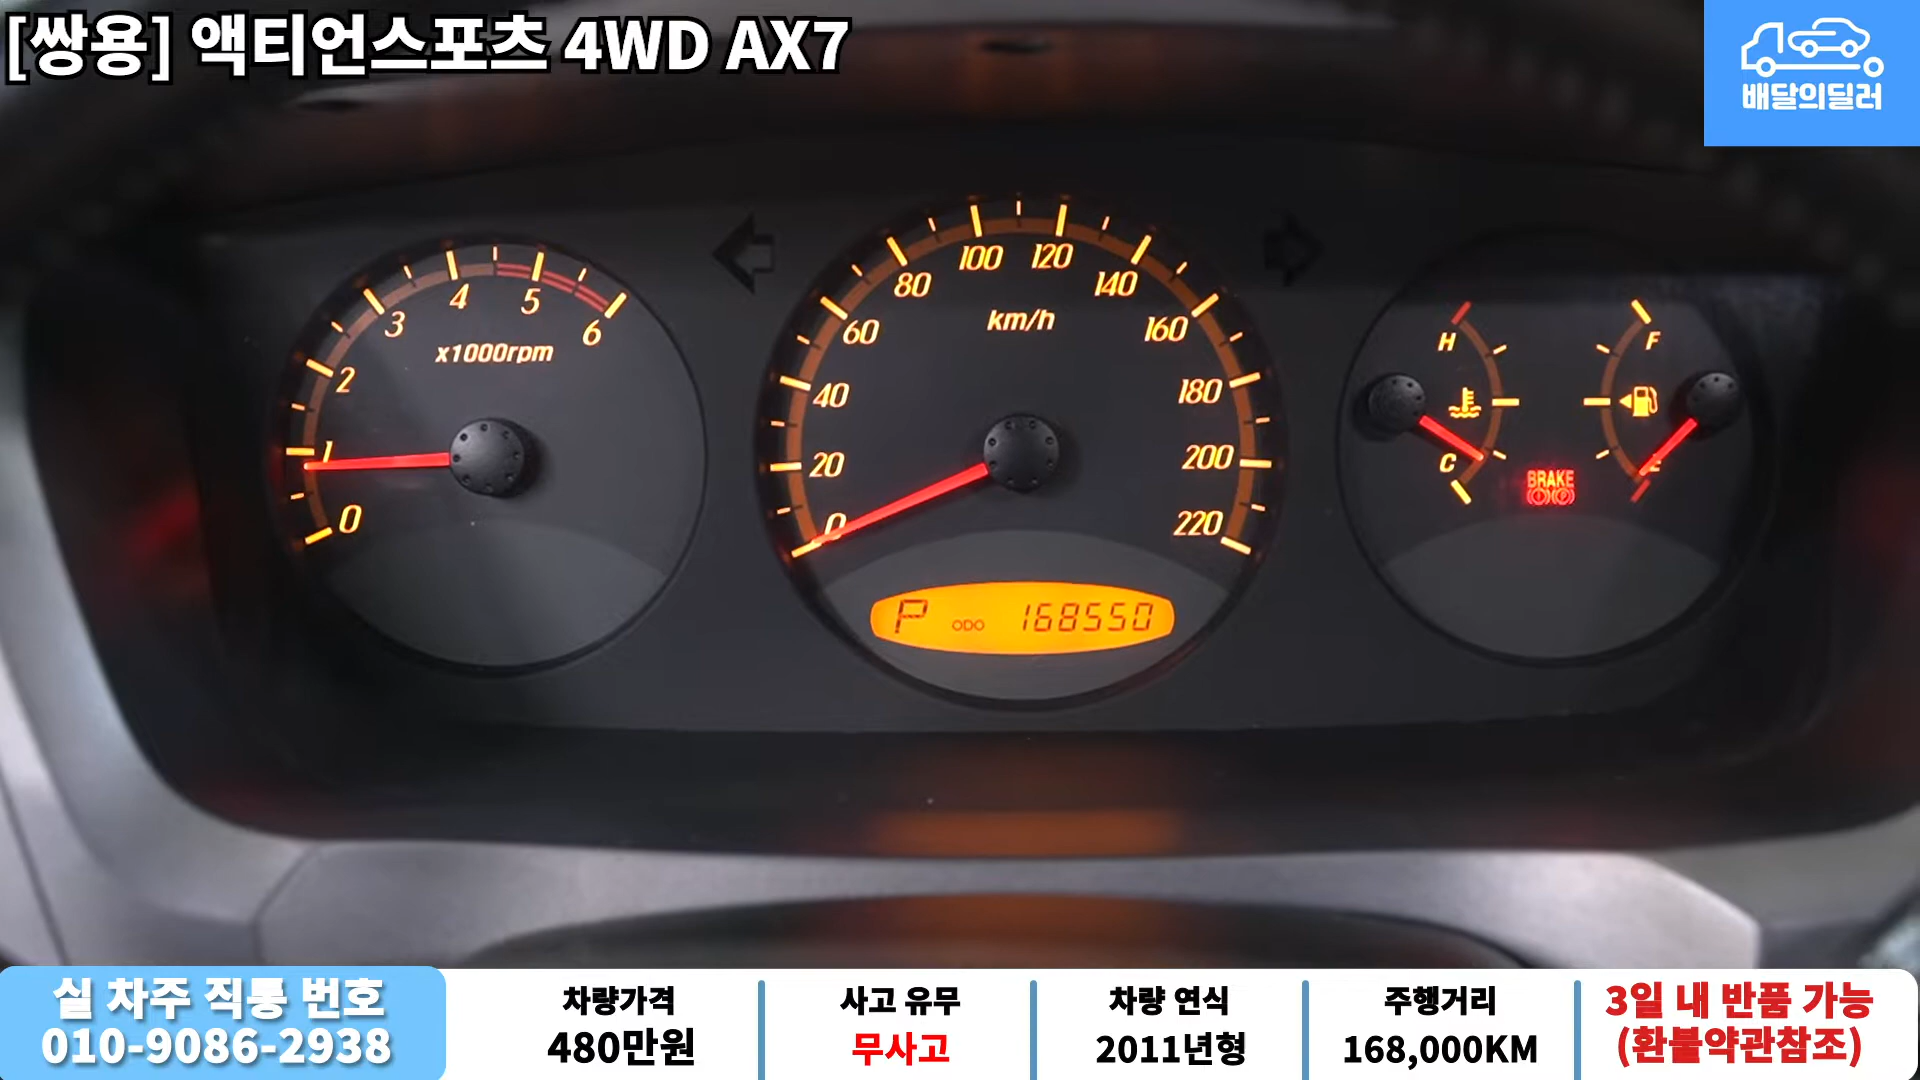 [쌍용] 액티언스포츠 4WD AX7
배달의딜러
0
1
2
3
4
5
6
x1000rpm
0
20
40
60
80
100
120
140
160
180
200
220
km/h
P ODO 168550
H
C
F
E
BRAKE
실 차주 직통 번호
010-9086-2938
차량가격
480만원
사고 유무
무사고
차량 연식
2011년형
주행거리
168,000KM
3일 내 반품 가능
(환불약관참조)